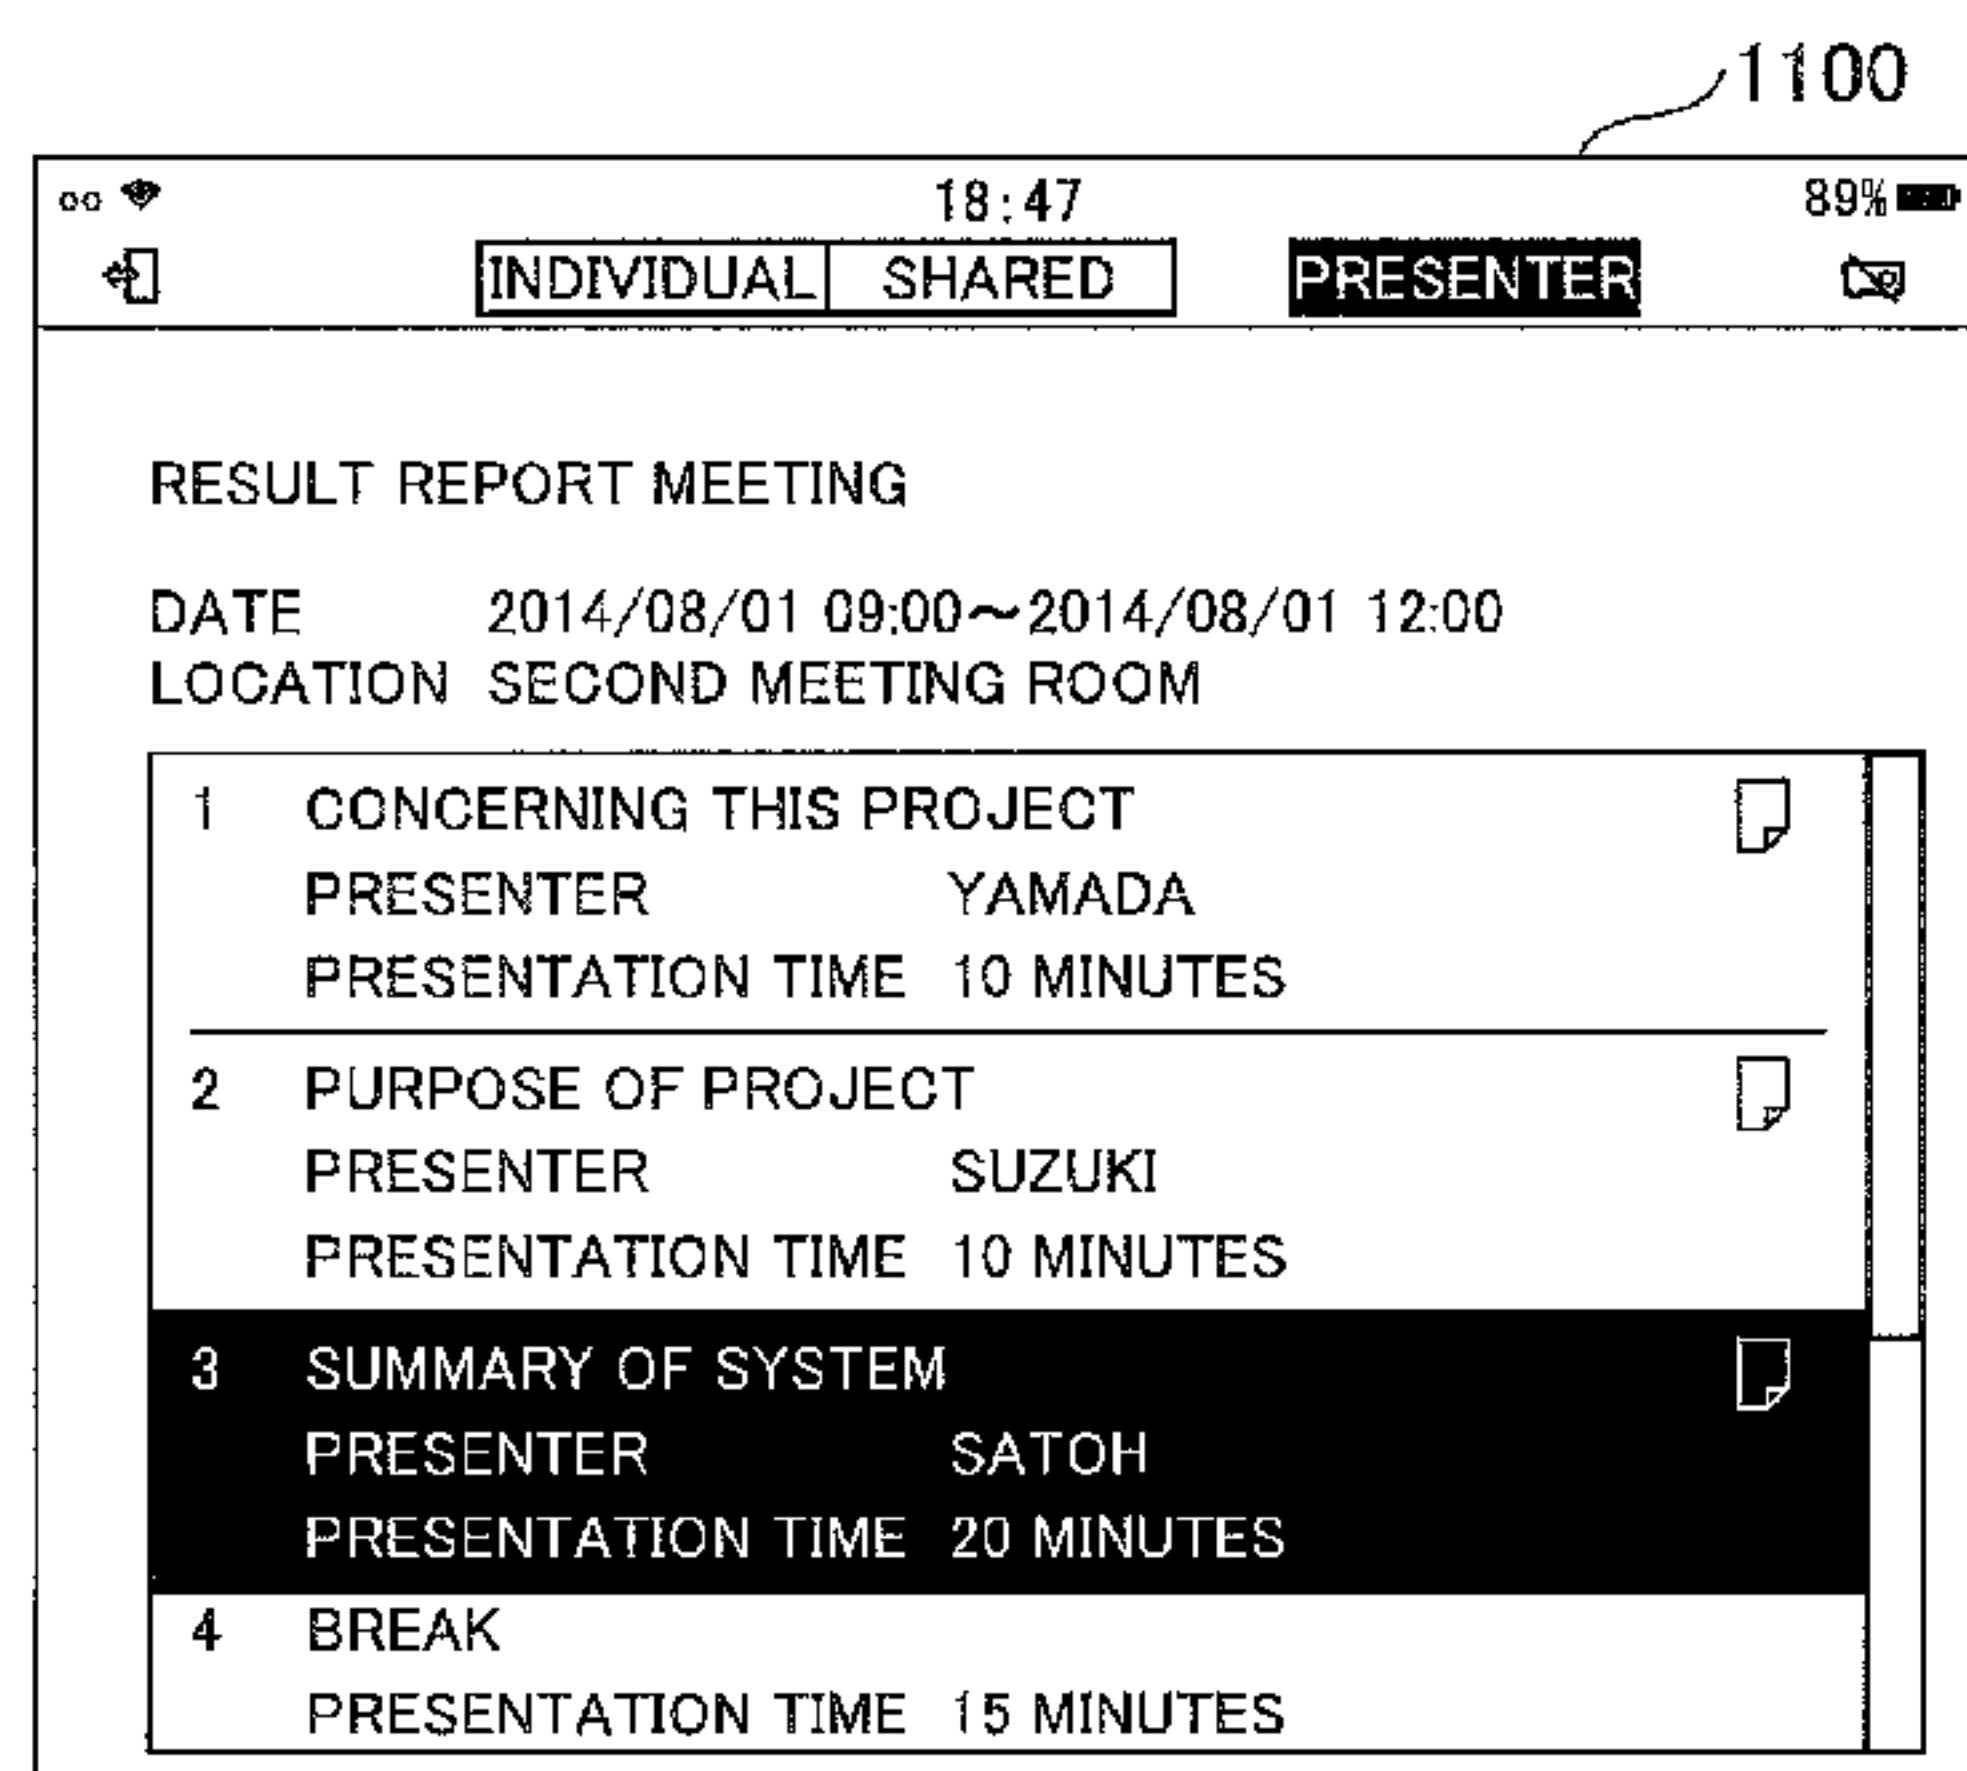 1100
18:47 89%
INDIVIDUAL SHARED PRESENTER
RESULT REPORT MEETING
DATE 2014/08/01 09:00～2014/08/01 12:00
LOCATION SECOND MEETING ROOM
1 CONCERNING THIS PROJECT
PRESENTER YAMADA
PRESENTATION TIME 10 MINUTES
2 PURPOSE OF PROJECT
PRESENTER SUZUKI
PRESENTATION TIME 10 MINUTES
3 SUMMARY OF SYSTEM
PRESENTER SATOH
PRESENTATION TIME 20 MINUTES
4 BREAK
PRESENTATION TIME 15 MINUTES